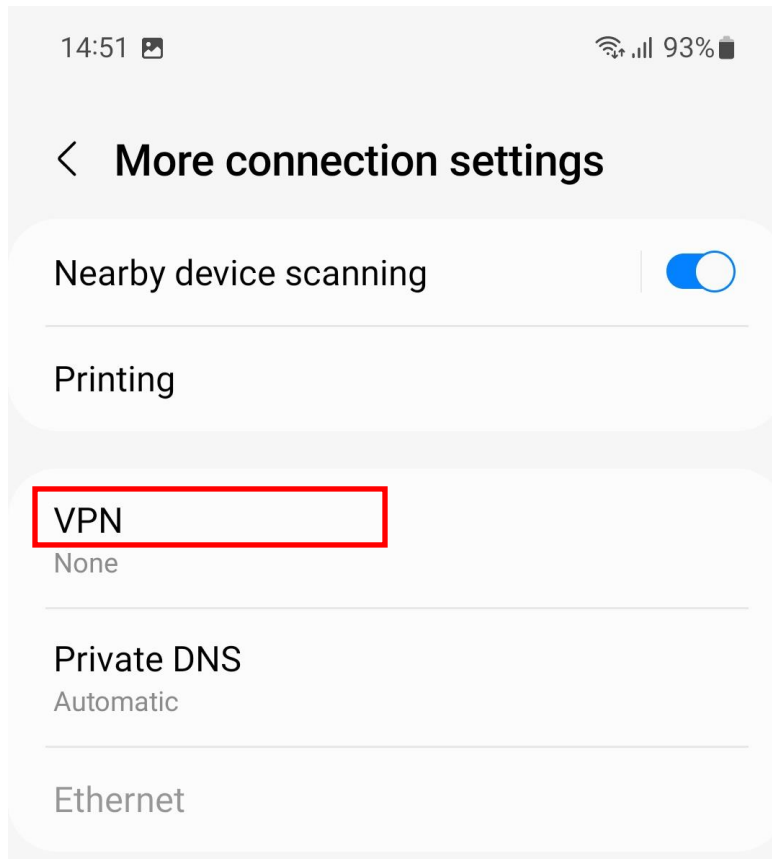 14:51 93%
More connection settings
Nearby device scanning
Printing
VPN
None
Private DNS
Automatic
Ethernet